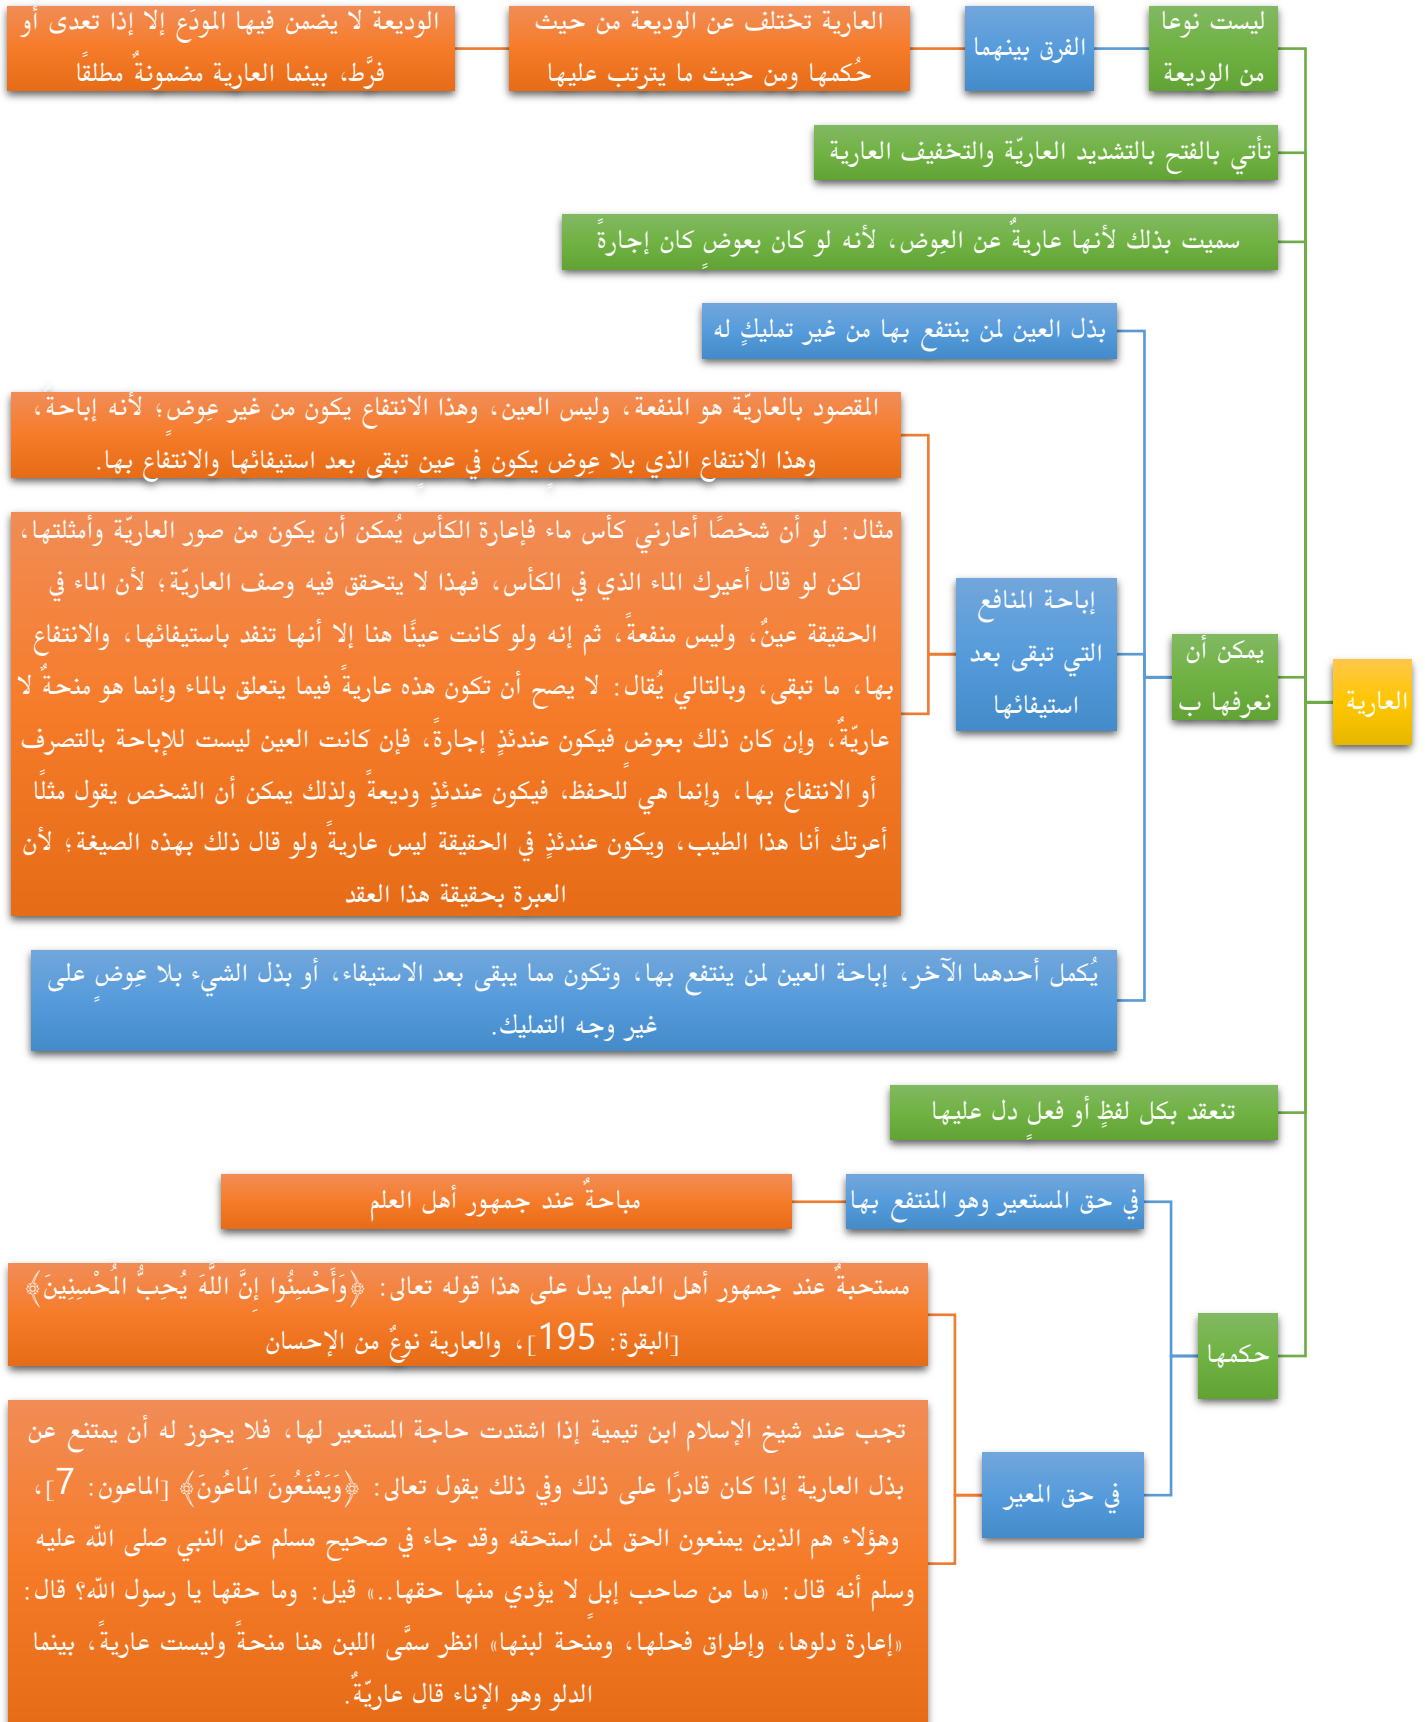 العارية
ليست نوعا
من الوديعة
الفرق بينهما
العارية تختلف عن الوديعة من حيث
حُكمها ومن حيث ما يترتب عليها
الوديعة لا يضمن فيها المودَع إلا إذا تعدى أو
فرَّط، بينما العارية مضمونةٌ مطلقًا
تأتي بالفتح بالتشديد العاريّة والتخفيف العارية
سميت بذلك لأنها عاريةٌ عن العِوض، لأنه لو كان بعوضٍ كان إجارةً
يمكن أن
نعرفها ب
بذل العين لمن ينتفع بها من غير تمليكٍ له
إباحة المنافع
التي تبقى بعد
استيفائها
المقصود بالعاريّة هو المنفعة، وليس العين، وهذا الانتفاع يكون من غير عِوضٍ؛ لأنه إباحةٌ،
وهذا الانتفاع الذي بلا عِوضٍ يكون في عينٍ تبقى بعد استيفائها والانتفاع بها.
مثال: لو أن شخصًا أعارني كأس ماء فإعارة الكأس يُمكن أن يكون من صور العاريّة وأمثلتها،
لكن لو قال أعيرك الماء الذي في الكأس، فهذا لا يتحقق فيه وصف العاريّة؛ لأن الماء في
الحقيقة عينٌ، وليس منفعةً، ثم إنه ولو كانت عينًا هنا إلا أنها تنفد باستيفائها، والانتفاع
بها، ما تبقى، وبالتالي يُقال: لا يصح أن تكون هذه عاريةً فيما يتعلق بالماء وإنما هو منحةٌ لا
عاريّةٌ، وإن كان ذلك بعوضٍ فيكون عندئذٍ إجارةً، فإن كانت العين ليست للإباحة بالتصرف
أو الانتفاع بها، وإنما هي للحفظ، فيكون عندئذٍ وديعةً ولذلك يمكن أن الشخص يقول مثلًا
أعرتك أنا هذا الطيب، ويكون عندئذٍ في الحقيقة ليس عاريةً ولو قال ذلك بهذه الصيغة؛ لأن
العبرة بحقيقة هذا العقد
يُكمل أحدهما الآخر، إباحة العين لمن ينتفع بها، وتكون مما يبقى بعد الاستيفاء، أو بذل الشيء بلا عِوضٍ على
غير وجه التمليك.
تنعقد بكل لفظٍ أو فعلٍ دل عليها
حكمها
في حق المستعير وهو المنتفع بها
مباحةٌ عند جمهور أهل العلم
في حق المعير
مستحبةٌ عند جمهور أهل العلم يدل على هذا قوله تعالى: ﴿وَأَحْسِنُوا إِنَّ اللَّهَ يُحِبُّ الْمُحْسِنِينَ﴾
[البقرة: 195]، والعارية نوعٌ من الإحسان
تجب عند شيخ الإسلام ابن تيمية إذا اشتدت حاجة المستعير لها، فلا يجوز له أن يمتنع عن
بذل العارية إذا كان قادرًا على ذلك وفي ذلك يقول تعالى: ﴿وَيَمْنَعُونَ الْمَاعُونَ﴾ [الماعون: 7]،
وهؤلاء هم الذين يمنعون الحق لمن استحقه وقد جاء في صحيح مسلم عن النبي صلى الله عليه
وسلم أنه قال: «ما من صاحب إبلٍ لا يؤدي منها حقها..» قيل: وما حقها يا رسول الله؟ قال:
«إعارة دلوها، وإطراق فحلها، ومنحة لبنها» انظر سمَّى اللبن هنا منحةً وليست عاريةً، بينما
الدلو وهو الإناء قال عاريّةٌ.